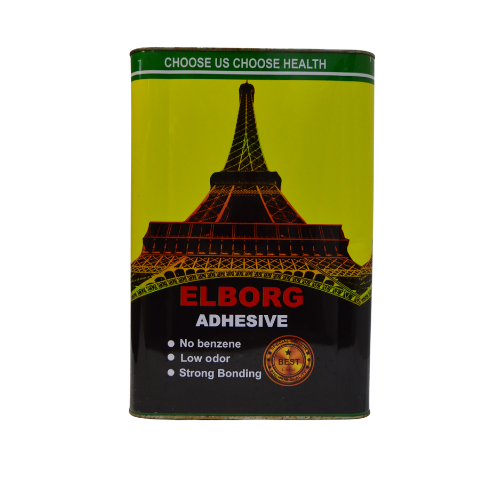 CHOOSE US CHOOSE HEALTH
ELBORG
ADHESIVE
No benzene
Low odor
Strong Bonding
BEST